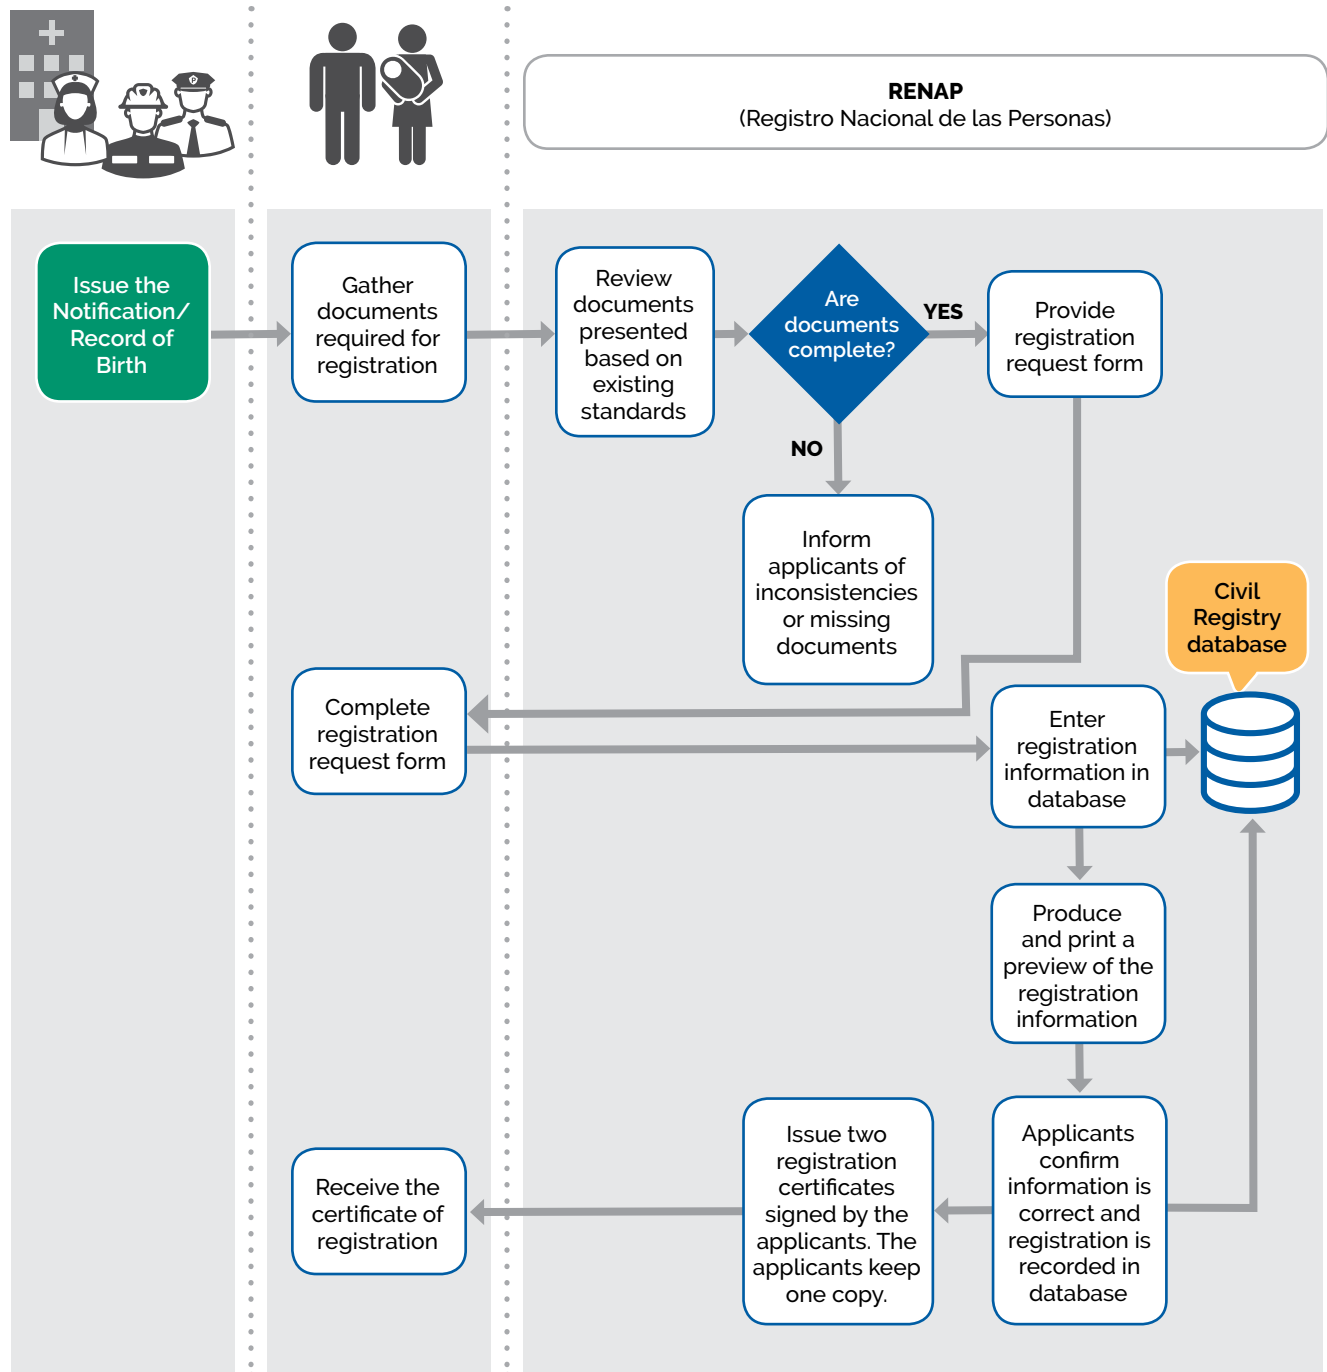 RENAP
(Registro Nacional de las Personas)
Issue the
Notification/
Record of
Birth
Gather
documents
required for
registration
Review
documents
presented
based on
existing
standards
Are
documents
complete?
YES
Provide
registration
request form
NO
Inform
applicants of
inconsistencies
or missing
documents
Civil
Registry
database
Complete
registration
request form
Enter
registration
information in
database
Produce
and print a
preview of the
registration
information
Applicants
confirm
information is
correct and
registration is
recorded in
database
Issue two
registration
certificates
signed by the
applicants. The
applicants keep
one copy.
Receive the
certificate of
registration